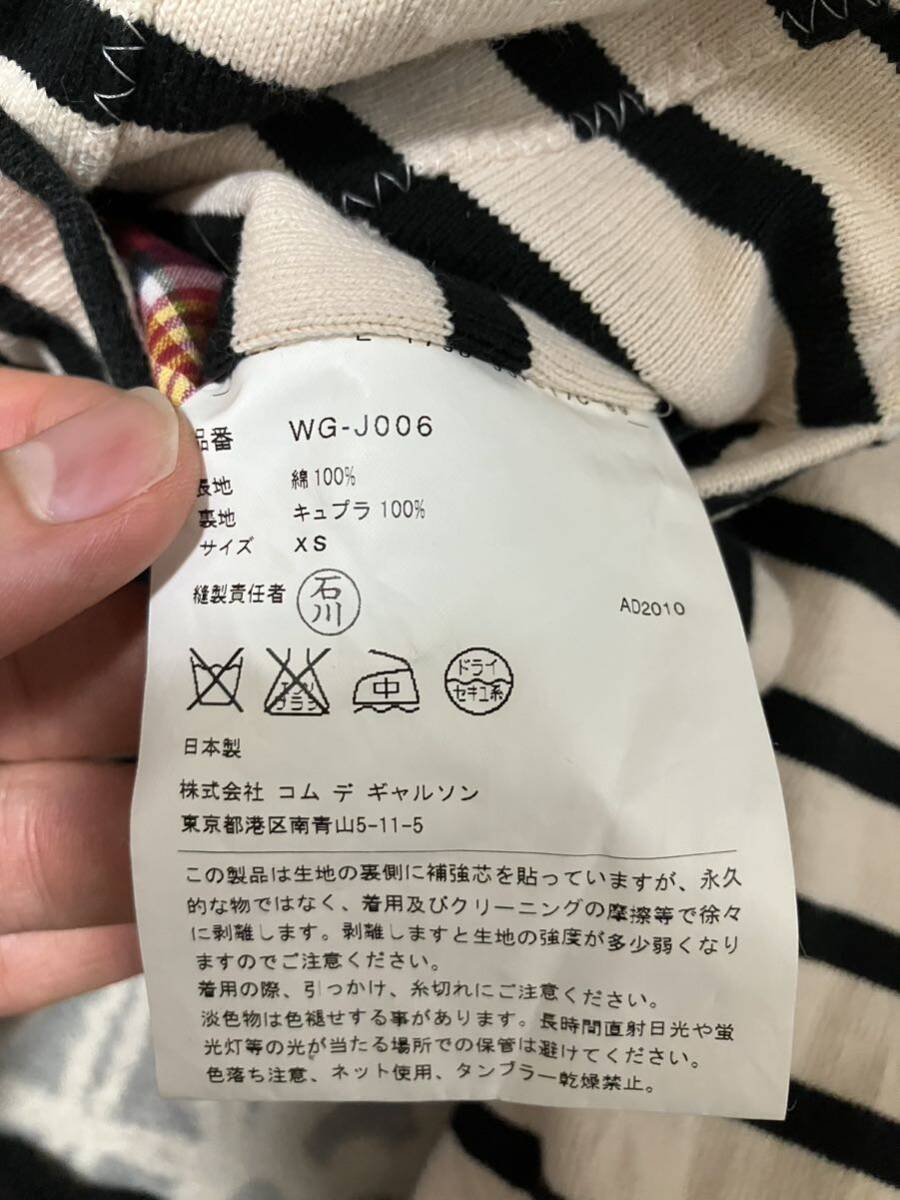 品番 WG-J006
表地 綿100%
裏地 キュプラ 100%
サイズ XS
縫製責任者 石川
AD2010
エンソ
ブラシ
中
ドライ
セキユ系
日本製
株式会社 コム デ ギャルソン
東京都港区南青山5-11-5
この製品は生地の裏側に補強芯を貼っていますが、永久
的な物ではなく、着用及びクリーニングの摩擦等で徐々
に剥離します。剥離しますと生地の強度が多少弱くなり
ますのでご注意ください。
着用の際、引っかけ、糸切れにご注意ください。
淡色物は色褪せする事があります。長時間直射日光や蛍
光灯等の光が当たる場所での保管は避けてください。
色落ち注意、ネット使用、タンブラー乾燥禁止。